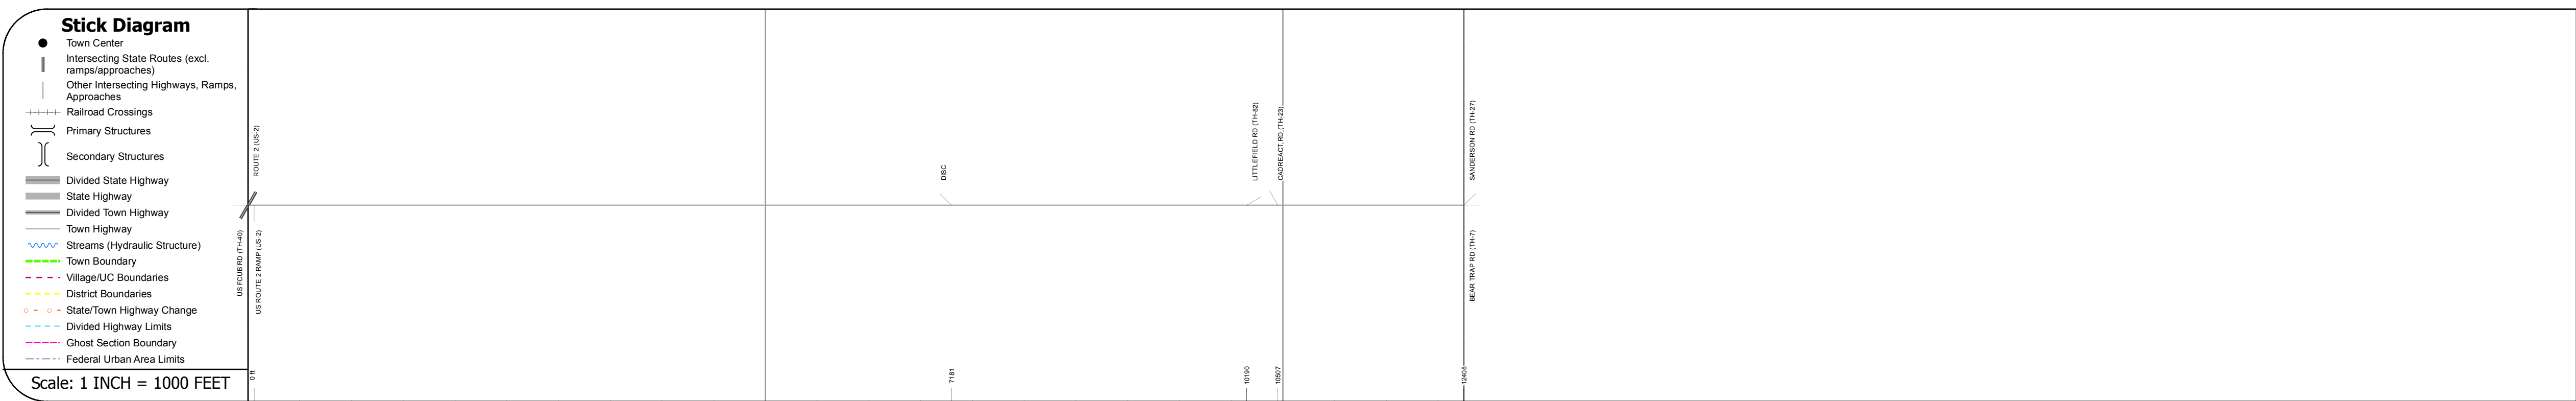 Stick Diagram
Town Center
Intersecting State Routes (excl.
ramps/approaches)
Other Intersecting Highways, Ramps,
Approaches
Railroad Crossings
Primary Structures
Secondary Structures
Divided State Highway
State Highway
Divided Town Highway
Town Highway
Streams (Hydraulic Structure)
Town Boundary
Village/UC Boundaries
District Boundaries
State/Town Highway Change
Divided Highway Limits
Ghost Section Boundary
Federal Urban Area Limits
Scale: 1 INCH = 1000 FEET
ROUTE 2 (US-2)
US FCUB RD (TH-40)
US ROUTE 2 RAMP (US-2)
DISC
LITTLEFIELD RD (TH-82)
CADREACT RD (TH-23)
SANDERSON RD (TH-27)
BEAR TRAP RD (TH-7)
0 ft
7181
10190
10507
12408